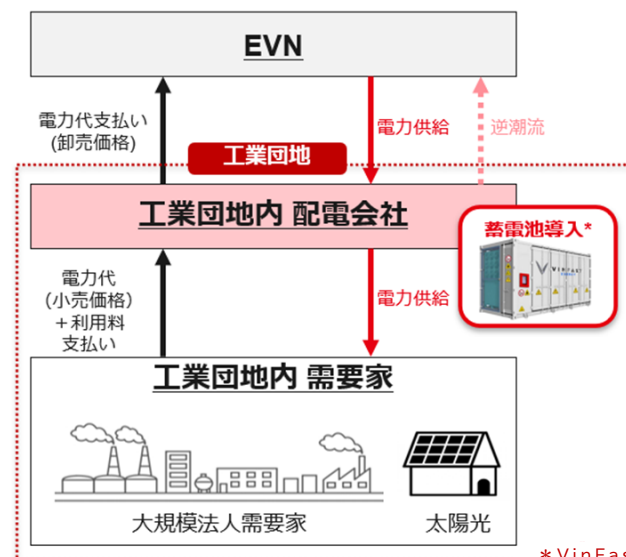 EVN
電力代支払い
(卸売価格)
電力供給
逆潮流
工業団地
工業団地内 配電会社
蓄電池導入*
VINFAST
電力代
（小売価格）
＋利用料
支払い
電力供給
工業団地内 需要家
大規模法人需要家
太陽光
＊VinFas